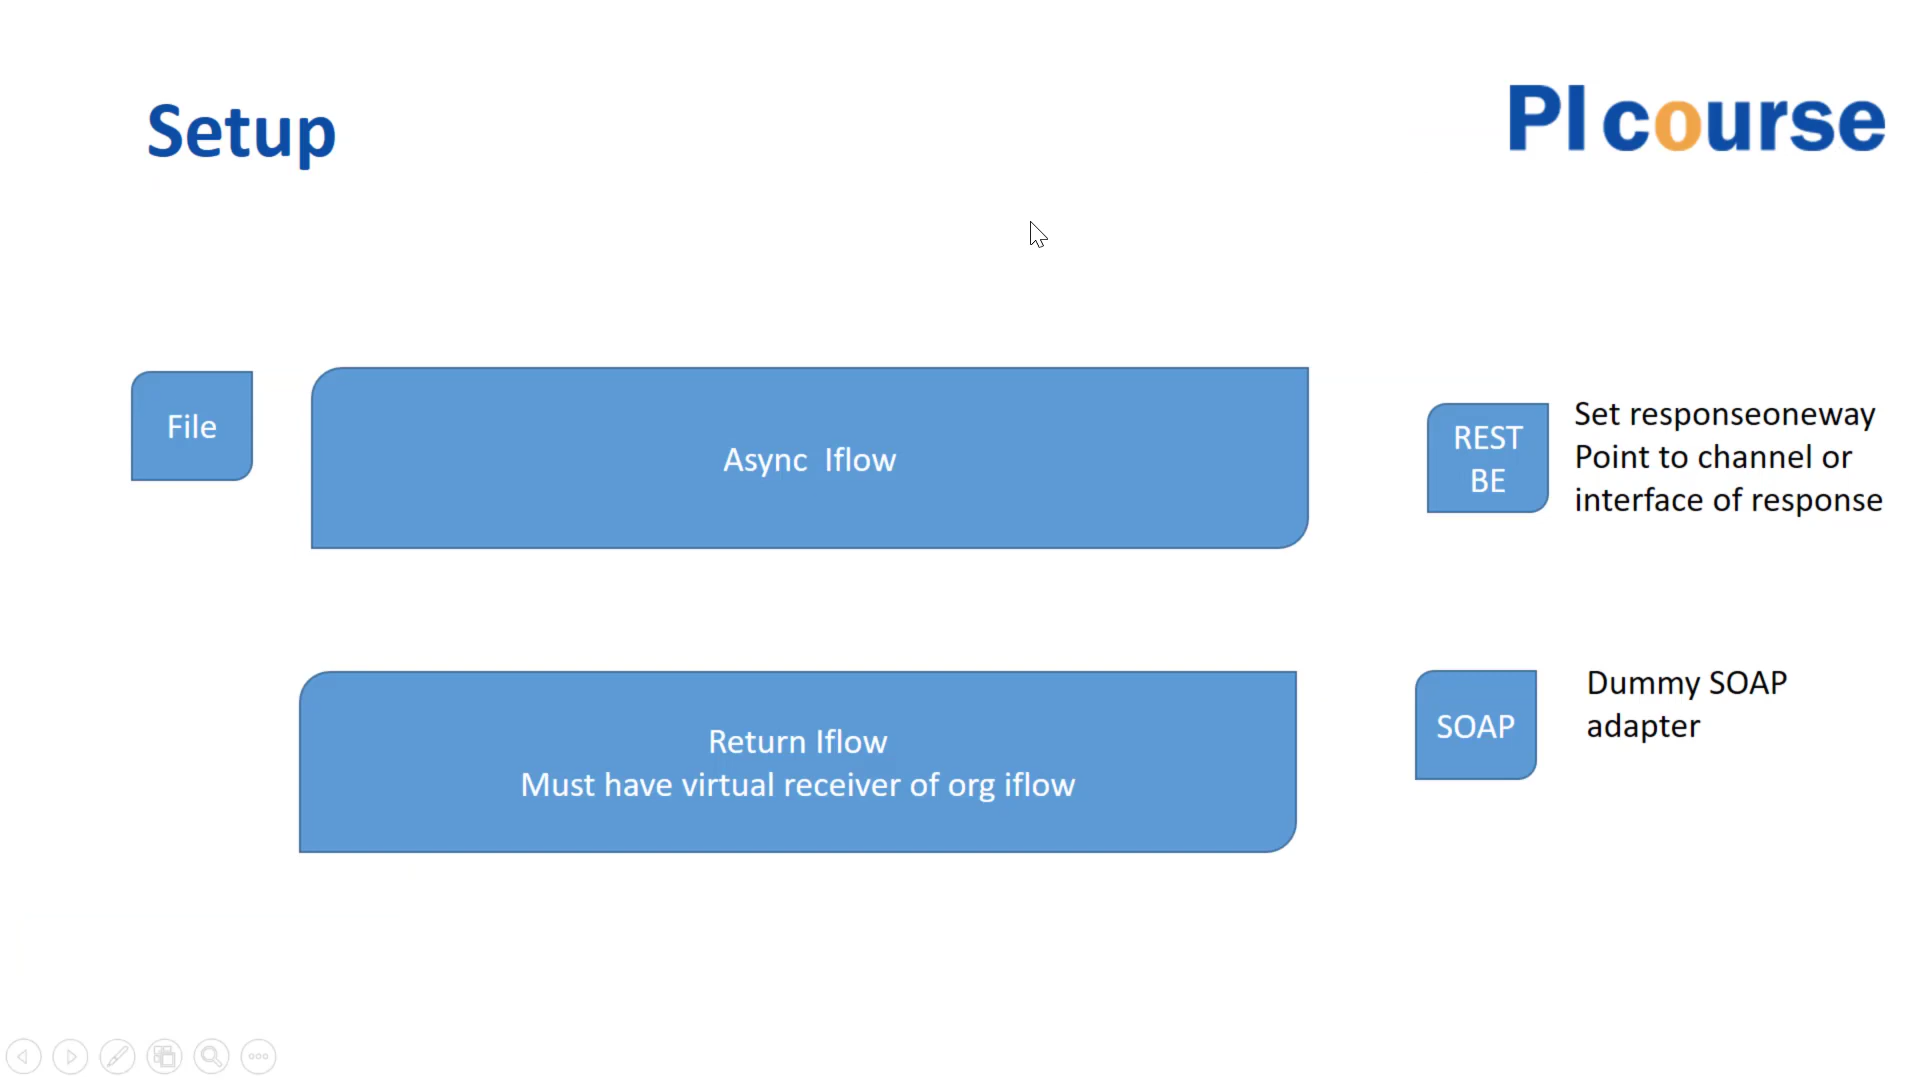 Setup
PI course
File
Async  Iflow
REST
BE
Set responseoneway
Point to channel or
interface of response
Return Iflow
Must have virtual receiver of org iflow
SOAP
Dummy SOAP
adapter